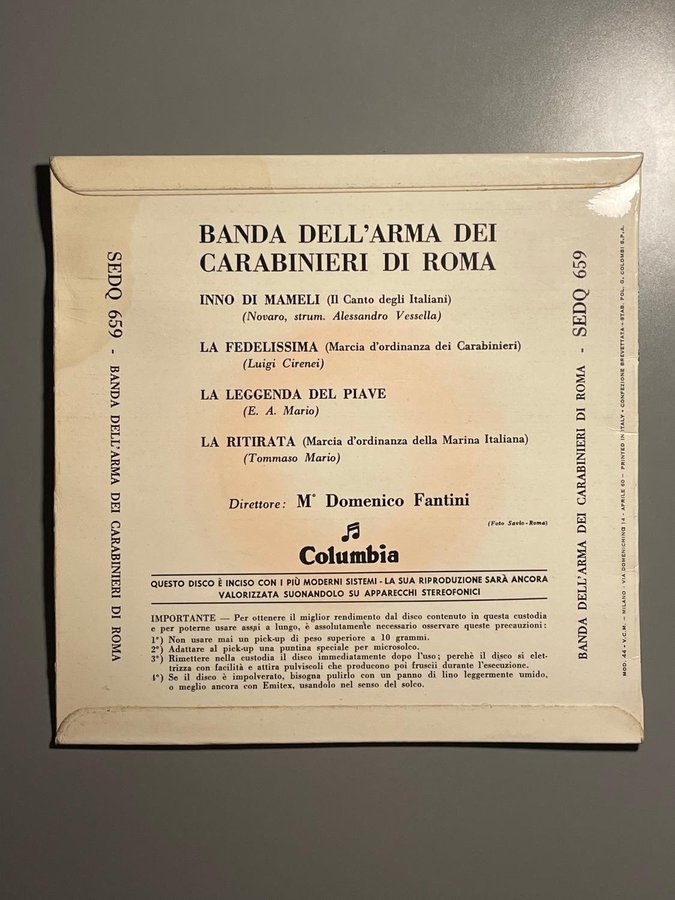 BANDA DELL'ARMA DEI
CARABINIERI DI ROMA
INNO DI MAMELI (Il Canto degli Italiani)
(Novaro, strum. Alessandro Vessella)
LA FEDELISSIMA (Marcia d'ordinanza dei Carabinieri)
(Luigi Cirenei)
LA LEGGENDA DEL PIAVE
(E. A. Mario)
LA RITIRATA (Marcia d'ordinanza della Marina Italiana)
(Tommaso Mario)
Direttore: M° Domenico Fantini
(Foto Savio-Roma)
Columbia
QUESTO DISCO È INCISO CON I PIÙ MODERNI SISTEMI - LA SUA RIPRODUZIONE SARÀ ANCORA
VALORIZZATA SUONANDOLO SU APPARECCHI STEREOFONICI
IMPORTANTE — Per ottenere il miglior rendimento dal disco contenuto in questa custodia
e per poterne usare assai a lungo, è assolutamente necessario osservare queste precauzioni:
1°) Non usare mai un pick-up di peso superiore a 10 grammi.
2°) Adattare al pick-up una puntina speciale per microsolco.
3°) Rimettere nella custodia il disco immediatamente dopo l'uso; perchè il disco si elet-
trizza con facilità e attira pulviscoli che producono poi fruscii durante l'esecuzione.
4°) Se il disco è impolverato, bisogna pulirlo con un panno di lino leggermente umido,
o meglio ancora con Emitex, usandolo nel senso del solco.
SEDQ 659 - BANDA DELL'ARMA DEI CARABINIERI DI ROMA
BANDA DELL'ARMA DEI CARABINIERI DI ROMA - SEDQ 659
MOD. 44 • V.C.M. — MILANO - VIA DOMENICHINO 14 - APRILE 60 — PRINTED IN ITALY • CONFEZIONE BREVETTATA - STAB. POL. G. COLOMBI S.P.A.